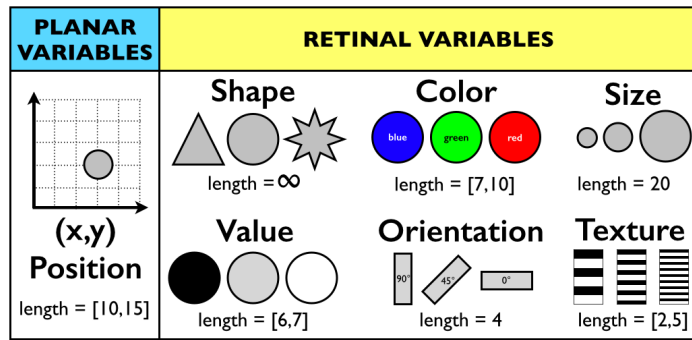 PLANAR
VARIABLES
RETINAL VARIABLES
(x,y)
Position
length = [10,15]
Shape
length = ∞
Color
blue
green
red
length = [7,10]
Size
length = 20
Value
length = [6,7]
Orientation
90°
45°
0°
length = 4
Texture
length = [2,5]